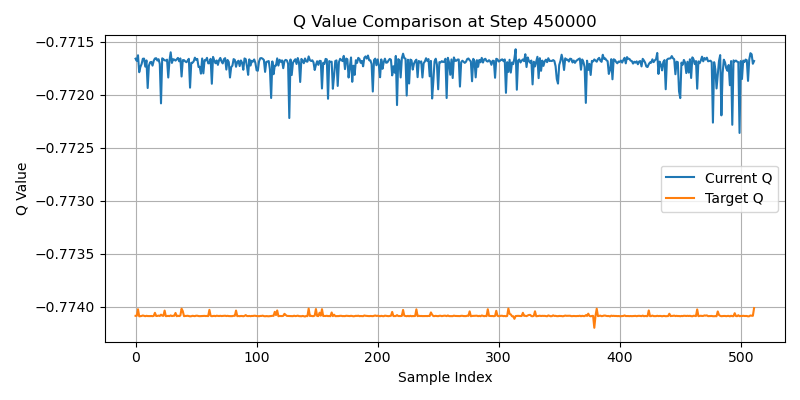 Q Value Comparison at Step 450000
−0.7715
−0.7720
−0.7725
−0.7730
−0.7735
−0.7740
Q Value
Current Q
Target Q
0 100 200 300 400 500
Sample Index